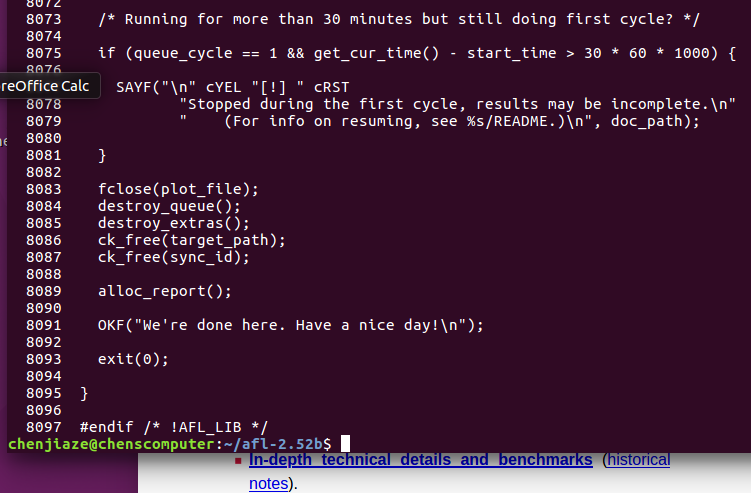 8072
8073    /* Running for more than 30 minutes but still doing first cycle? */
8074
8075    if (queue_cycle == 1 && get_cur_time() - start_time > 30 * 60 * 1000) {
8076
reOffice Calc SAYF("\n" cYEL "[!] " cRST
8078             "Stopped during the first cycle, results may be incomplete.\n"
8079             "    (For info on resuming, see %s/README.)\n", doc_path);
8080
8081    }
8082
8083    fclose(plot_file);
8084    destroy_queue();
8085    destroy_extras();
8086    ck_free(target_path);
8087    ck_free(sync_id);
8088
8089    alloc_report();
8090
8091    OKF("We're done here. Have a nice day!\n");
8092
8093    exit(0);
8094
8095  }
8096
8097  #endif /* !AFL_LIB */
chenjiaze@chenscomputer:~/afl-2.52b$
In-depth technical details and benchmarks (historical
notes).